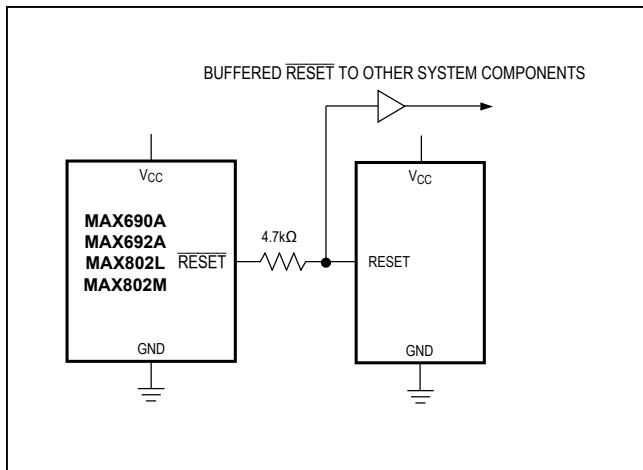 BUFFERED RESET TO OTHER SYSTEM COMPONENTS
VCC
VCC
MAX690A
MAX692A
MAX802L
MAX802M
RESET
4.7kΩ
RESET
GND
GND